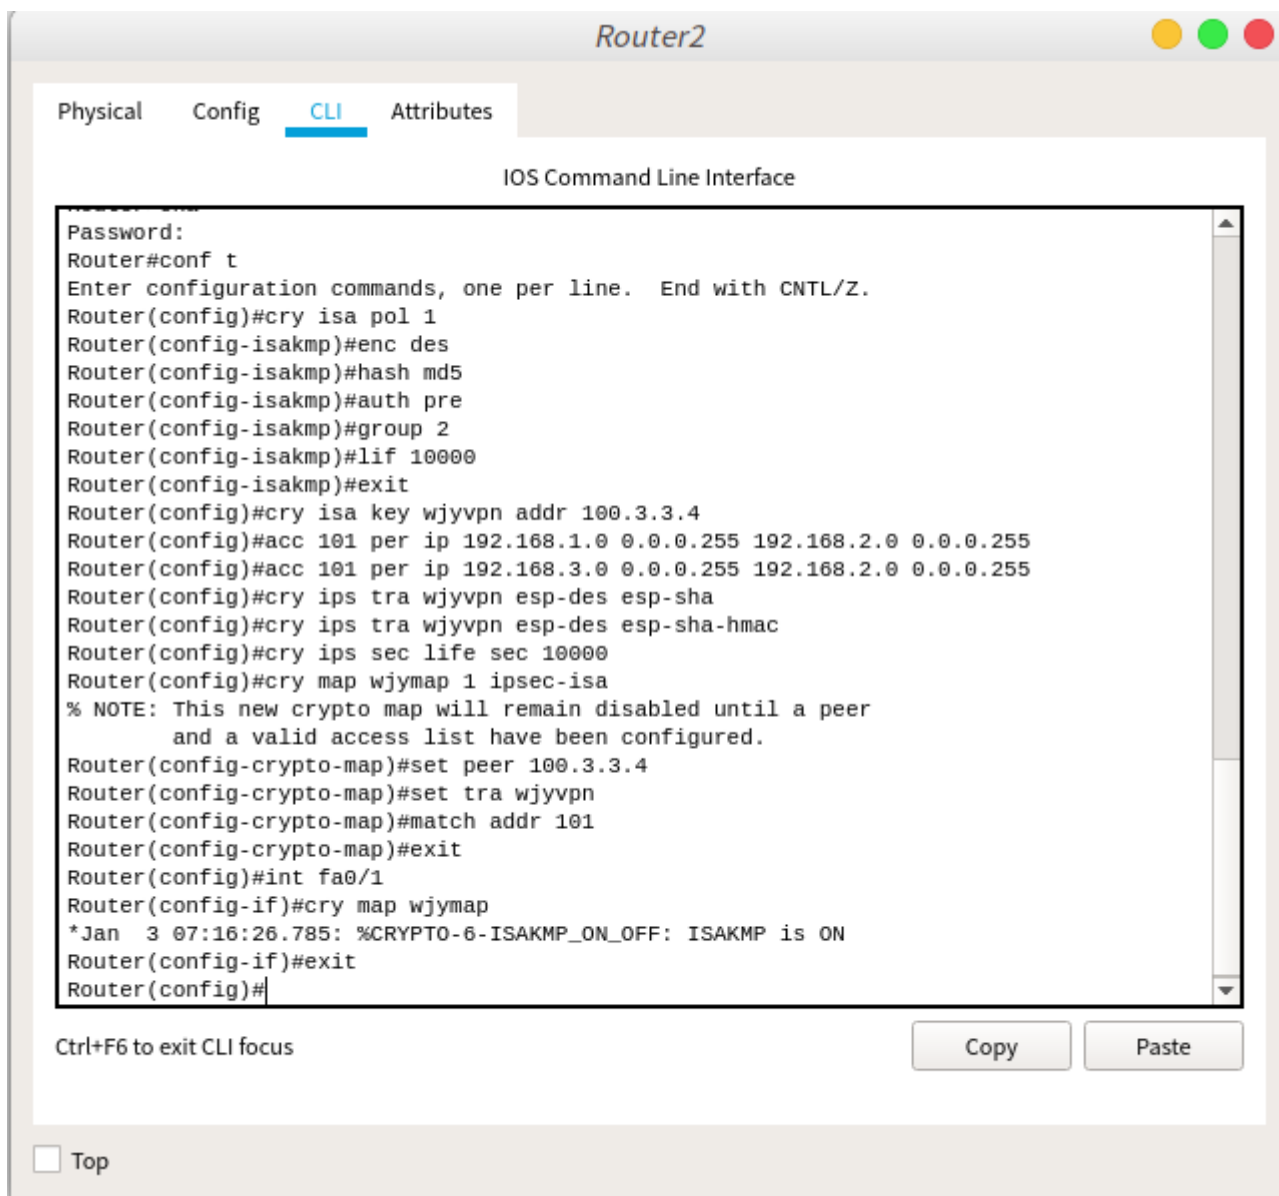 Router2
Physical Config CLI Attributes
IOS Command Line Interface
Password:
Router#conf t
Enter configuration commands, one per line.  End with CNTL/Z.
Router(config)#cry isa pol 1
Router(config-isakmp)#enc des
Router(config-isakmp)#hash md5
Router(config-isakmp)#auth pre
Router(config-isakmp)#group 2
Router(config-isakmp)#lif 10000
Router(config-isakmp)#exit
Router(config)#cry isa key wjyvpn addr 100.3.3.4
Router(config)#acc 101 per ip 192.168.1.0 0.0.0.255 192.168.2.0 0.0.0.255
Router(config)#acc 101 per ip 192.168.3.0 0.0.0.255 192.168.2.0 0.0.0.255
Router(config)#cry ips tra wjyvpn esp-des esp-sha
Router(config)#cry ips tra wjyvpn esp-des esp-sha-hmac
Router(config)#cry ips sec life sec 10000
Router(config)#cry map wjymap 1 ipsec-isa
% NOTE: This new crypto map will remain disabled until a peer
        and a valid access list have been configured.
Router(config-crypto-map)#set peer 100.3.3.4
Router(config-crypto-map)#set tra wjyvpn
Router(config-crypto-map)#match addr 101
Router(config-crypto-map)#exit
Router(config)#int fa0/1
Router(config-if)#cry map wjymap
*Jan  3 07:16:26.785: %CRYPTO-6-ISAKMP_ON_OFF: ISAKMP is ON
Router(config-if)#exit
Router(config)#
Ctrl+F6 to exit CLI focus
Copy Paste
Top